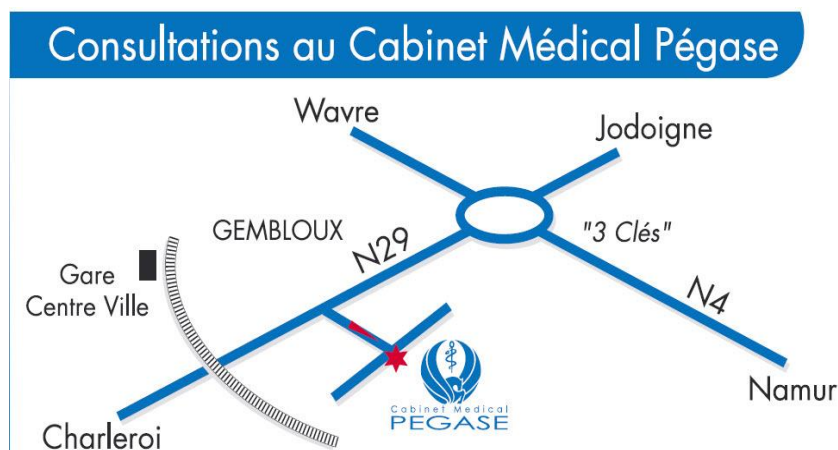 Consultations au Cabinet Médical Pégase
Wavre
Jodoigne
GEMBLOUX
N29
"3 Clés"
Gare
Centre Ville
N4
Namur
Cabinet Medical
PEGASE
Charleroi